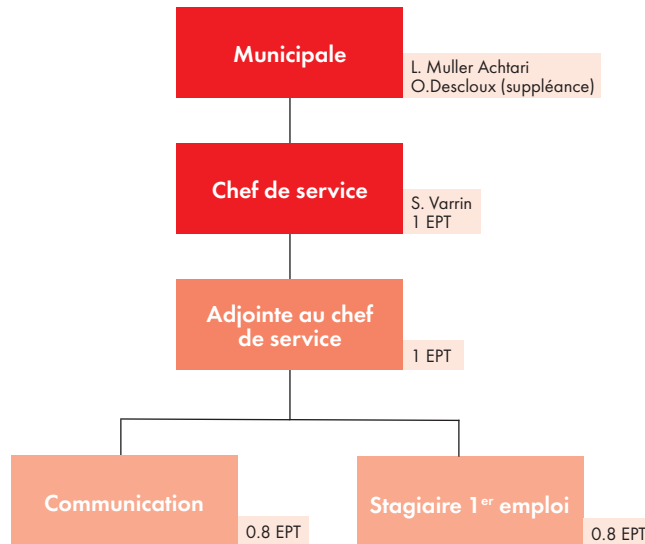 Municipale
L. Muller Achtari
O.Descloux (suppléance)
Chef de service
S. Varrin
1 EPT
Adjointe au chef
de service
1 EPT
Communication
0.8 EPT
Stagiaire 1er emploi
0.8 EPT